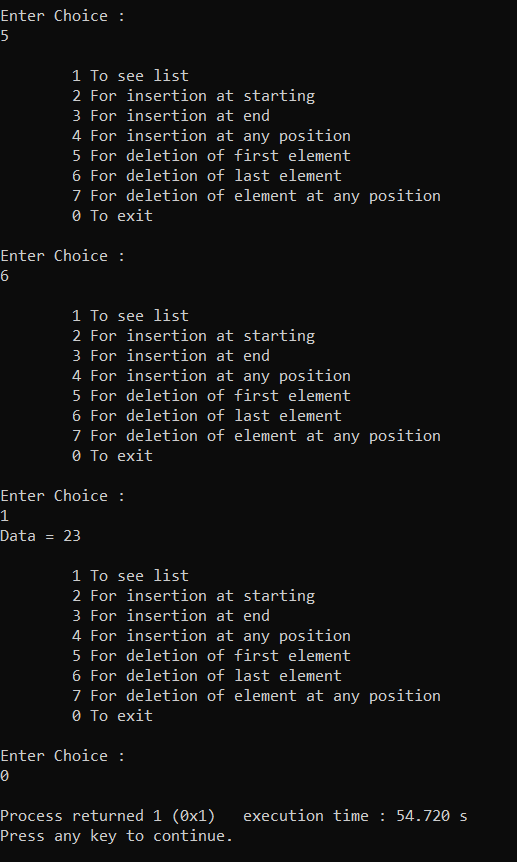 Enter Choice :
5
1 To see list
2 For insertion at starting
3 For insertion at end
4 For insertion at any position
5 For deletion of first element
6 For deletion of last element
7 For deletion of element at any position
0 To exit
Enter Choice :
6
1 To see list
2 For insertion at starting
3 For insertion at end
4 For insertion at any position
5 For deletion of first element
6 For deletion of last element
7 For deletion of element at any position
0 To exit
Enter Choice :
1
Data = 23
1 To see list
2 For insertion at starting
3 For insertion at end
4 For insertion at any position
5 For deletion of first element
6 For deletion of last element
7 For deletion of element at any position
0 To exit
Enter Choice :
0
Process returned 1 (0x1)   execution time : 54.720 s
Press any key to continue.